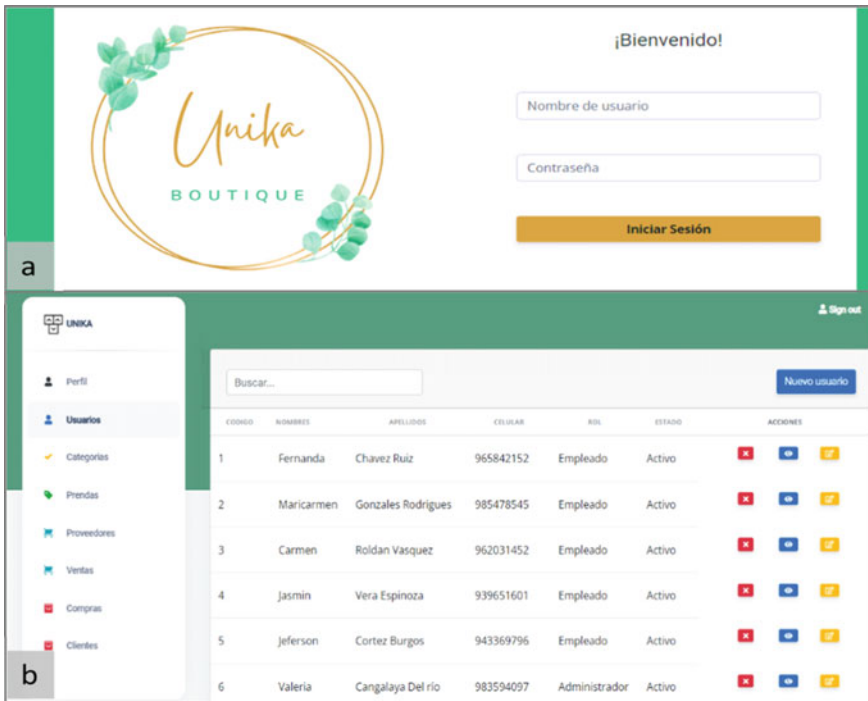 ¡Bienvenido!
Unika
BOUTIQUE
Nombre de usuario
Contraseña
Iniciar Sesión
a
UNIKA
Sign out
Perfil
Usuarios
Categorias
Prendas
Proveedores
Ventas
Compras
Clientes
Buscar...
Nuevo usuario
CODIGO NOMBRES APELLIDOS CELULAR ROL ESTADO ACCIONES
1 Fernanda Chavez Ruiz 965842152 Empleado Activo
2 Maricarmen Gonzales Rodrigues 985478545 Empleado Activo
3 Carmen Roldan Vasquez 962031452 Empleado Activo
4 Jasmin Vera Espinoza 939651601 Empleado Activo
5 Jeferson Cortez Burgos 943369796 Empleado Activo
6 Valeria Cangalaya Del río 983594097 Administrador Activo
b